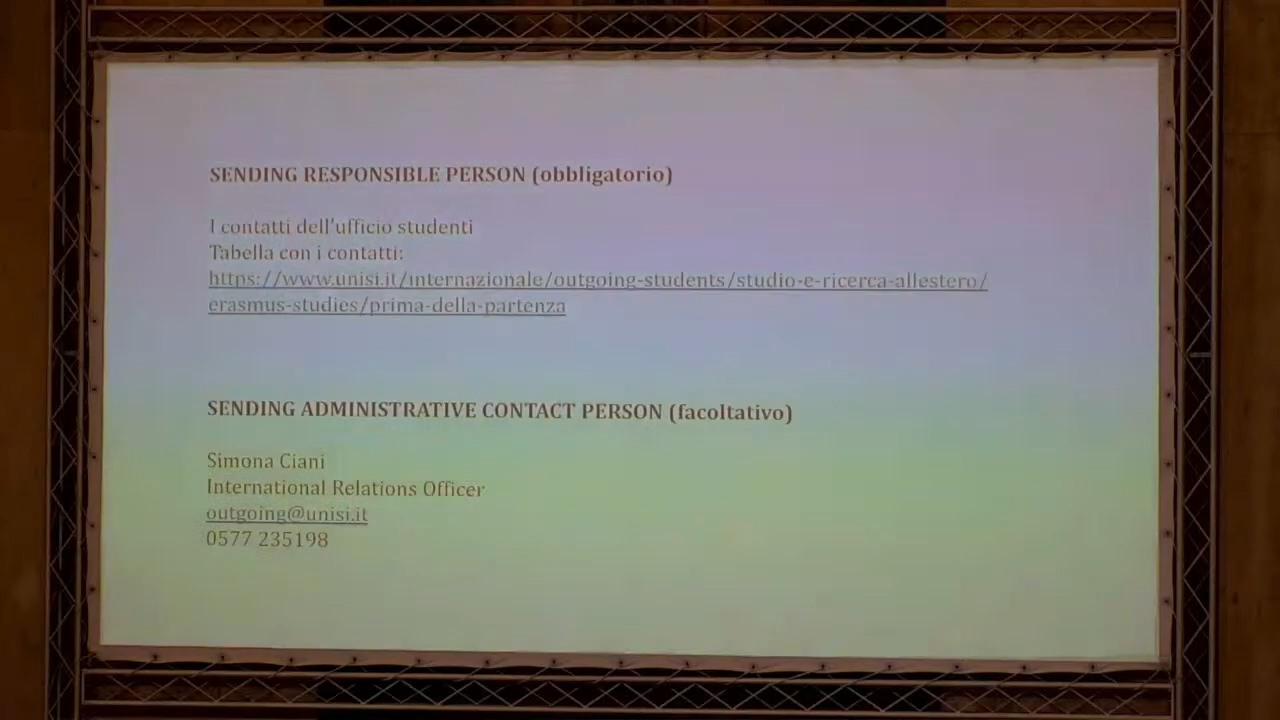 SENDING RESPONSIBLE PERSON (obbligatorio)
I contatti dell'ufficio studenti
Tabella con i contatti:
https://www.unisi.it/internazionale/outgoing-students/studio-e-ricerca-allestero/
erasmus-studies/prima-della-partenza
SENDING ADMINISTRATIVE CONTACT PERSON (facoltativo)
Simona Ciani
International Relations Officer
outgoing@unisi.it
0577 235198